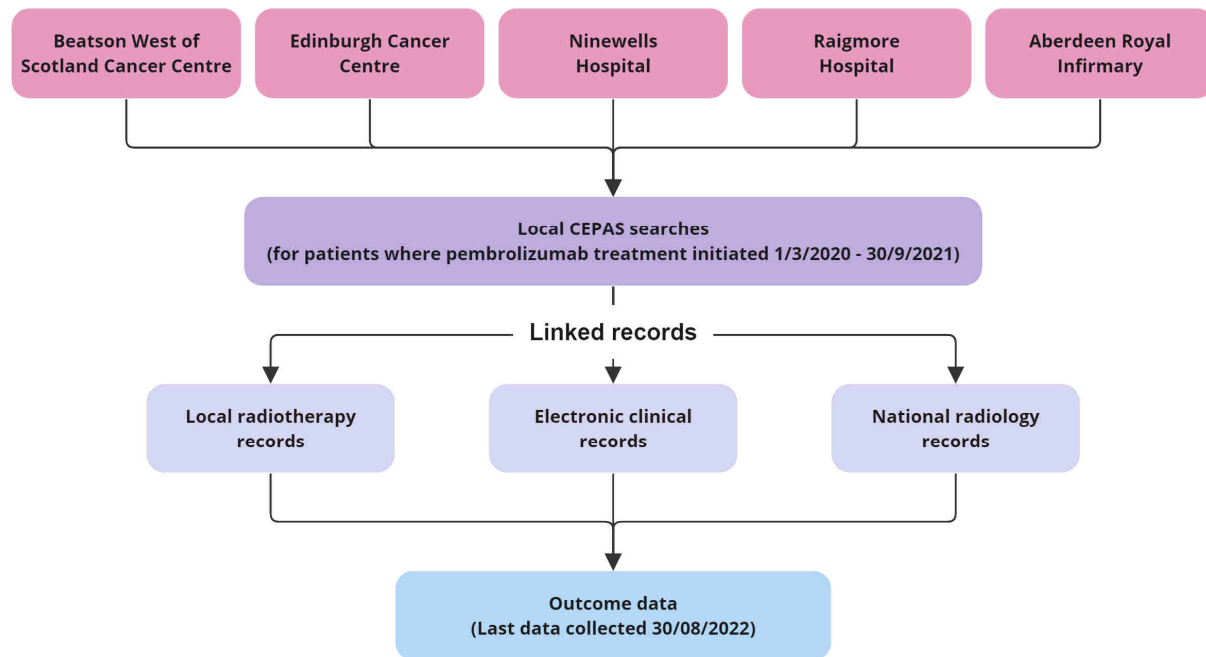 Beatson West of
Scotland Cancer Centre
Edinburgh Cancer
Centre
Ninewells
Hospital
Raigmore
Hospital
Aberdeen Royal
Infirmary
Local CEPAS searches
(for patients where pembrolizumab treatment initiated 1/3/2020 - 30/9/2021)
Linked records
Local radiotherapy
records
Electronic clinical
records
National radiology
records
Outcome data
(Last data collected 30/08/2022)